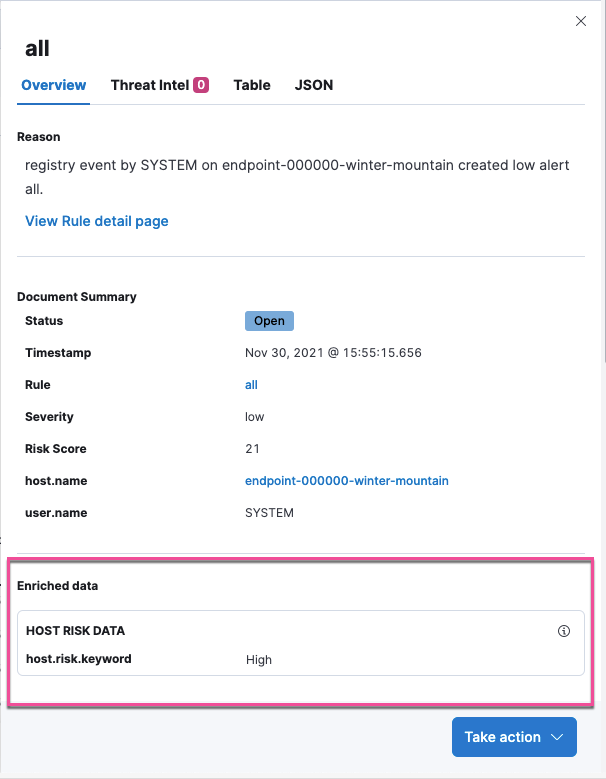 all
Overview
Threat Intel 0
Table
JSON
Reason
registry event by SYSTEM on endpoint-000000-winter-mountain created low alert
all.
View Rule detail page
Document Summary
Status Open
Timestamp Nov 30, 2021 @ 15:55:15.656
Rule all
Severity low
Risk Score 21
host.name endpoint-000000-winter-mountain
user.name SYSTEM
Enriched data
HOST RISK DATA
host.risk.keyword High
Take action